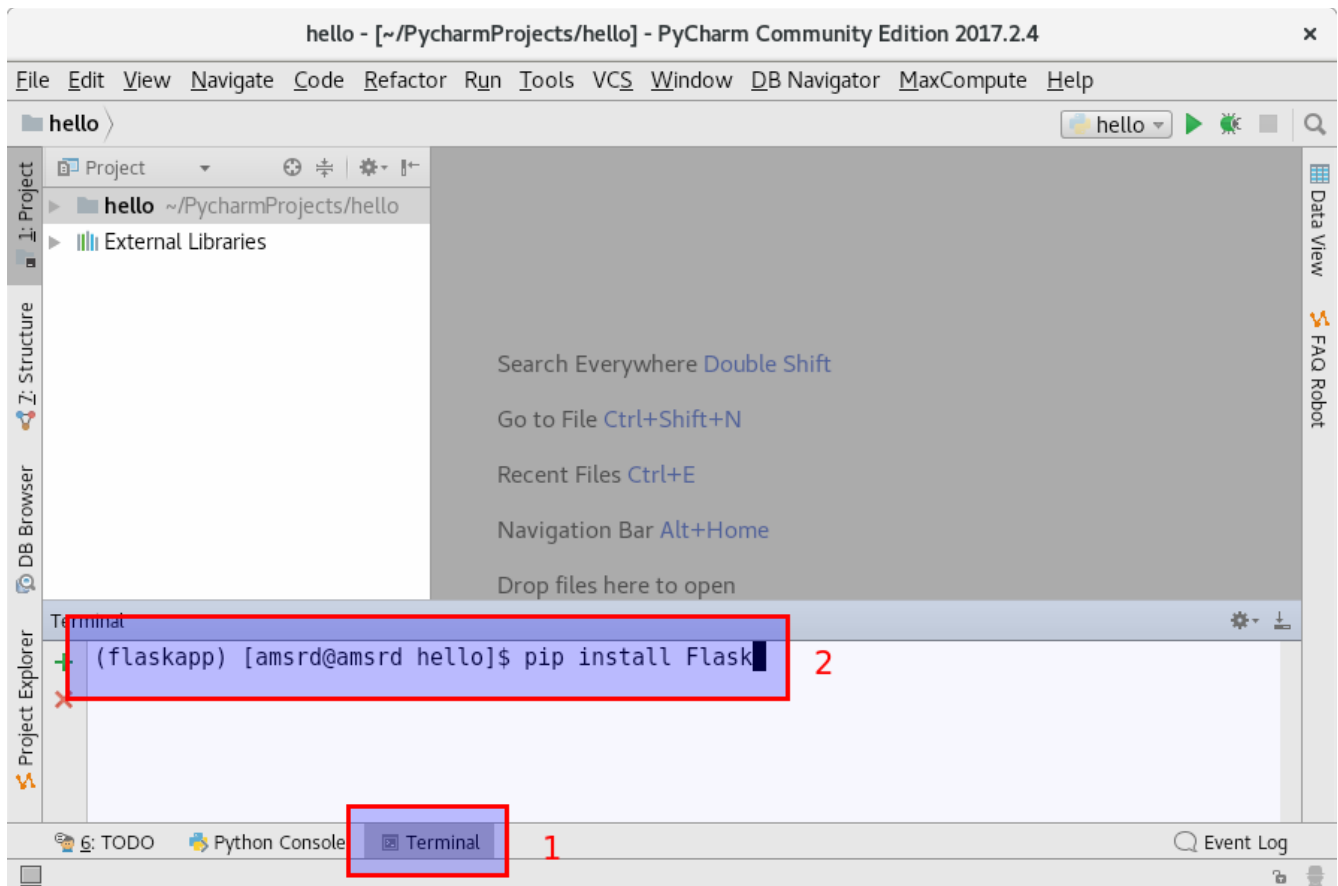 hello - [~/PycharmProjects/hello] - PyCharm Community Edition 2017.2.4
File Edit View Navigate Code Refactor Run Tools VCS Window DB Navigator MaxCompute Help
hello hello
Project
1: Project
hello ~/PycharmProjects/hello
External Libraries
Data View
Z: Structure
FAQ Robot
Search Everywhere Double Shift
Go to File Ctrl+Shift+N
Recent Files Ctrl+E
Navigation Bar Alt+Home
Drop files here to open
DB Browser
Terminal
Project Explorer
(flaskapp) [amsrd@amsrd hello]$ pip install Flask 2
6: TODO Python Console Terminal 1 Event Log